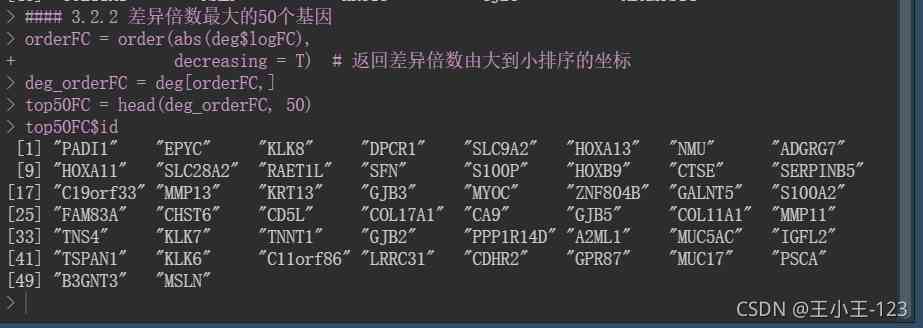 > #### 3.2.2 差异倍数最大的50个基因
> orderFC = order(abs(deg$logFC),
+ decreasing = T) # 返回差异倍数由大到小排序的坐标
> deg_orderFC = deg[orderFC,]
> top50FC = head(deg_orderFC, 50)
> top50FC$id
[1] "PADI1" "EPYC" "KLK8" "DPCR1" "SLC9A2" "HOXA13" "NMU" "ADGRG7"
[9] "HOXA11" "SLC28A2" "RAET1L" "SFN" "S100P" "HOXB9" "CTSE" "SERPINB5"
[17] "C19orf33" "MMP13" "KRT13" "GJB3" "MYOC" "ZNF804B" "GALNT5" "S100A2"
[25] "FAM83A" "CHST6" "CD5L" "COL17A1" "CA9" "GJB5" "COL11A1" "MMP11"
[33] "TNS4" "KLK7" "TNNT1" "GJB2" "PPP1R14D" "A2ML1" "MUC5AC" "IGFL2"
[41] "TSPAN1" "KLK6" "C11orf86" "LRRC31" "CDHR2" "GPR87" "MUC17" "PSCA"
[49] "B3GNT3" "MSLN"
>
CSDN @王小王-123